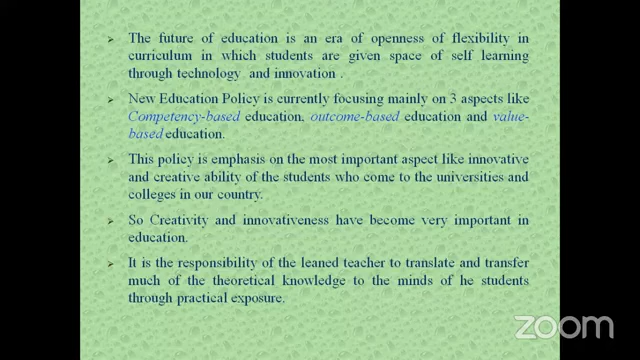 The future of education is an era of openness of flexibility in
curriculum in which students are given space of self learning
through technology and innovation .
New Education Policy is currently focusing mainly on 3 aspects like
Competency-based education, outcome-based education and value-
based education.
This policy is emphasis on the most important aspect like innovative
and creative ability of the students who come to the universities and
colleges in our country.
So Creativity and innovativeness have become very important in
education.
It is the responsibility of the leaned teacher to translate and transfer
much of the theoretical knowledge to the minds of he students
through practical exposure.
zoom